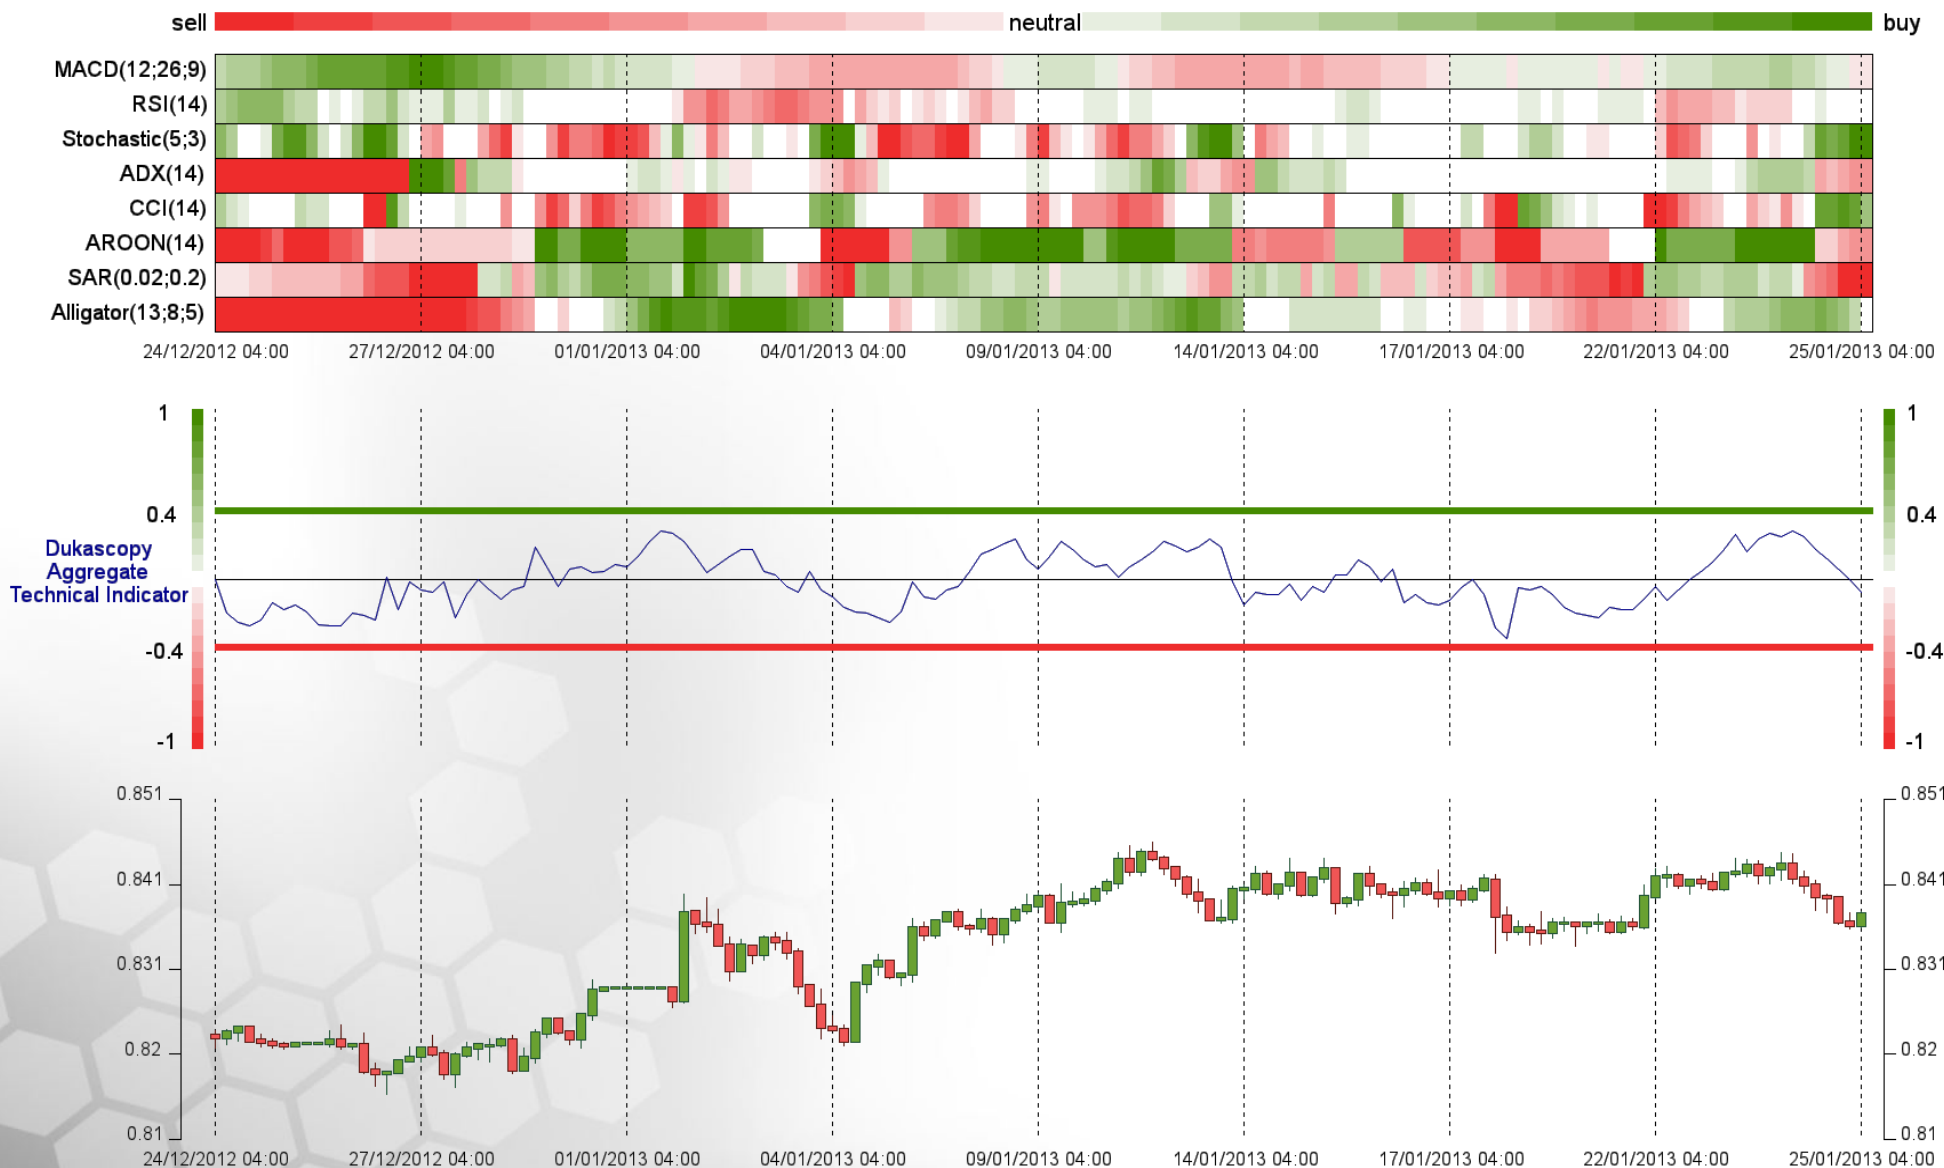 sell neutral buy
MACD(12;26;9)
RSI(14)
Stochastic(5;3)
ADX(14)
CCI(14)
AROON(14)
SAR(0.02;0.2)
Alligator(13;8;5)
24/12/2012 04:00 27/12/2012 04:00 01/01/2013 04:00 04/01/2013 04:00 09/01/2013 04:00 14/01/2013 04:00 17/01/2013 04:00 22/01/2013 04:00 25/01/2013 04:00
1 1
0.4 0.4
Dukascopy
Aggregate
Technical Indicator
-0.4 -0.4
-1 -1
0.851 0.851
0.841 0.841
0.831 0.831
0.82 0.82
0.81 0.81
24/12/2012 04:00 27/12/2012 04:00 01/01/2013 04:00 04/01/2013 04:00 09/01/2013 04:00 14/01/2013 04:00 17/01/2013 04:00 22/01/2013 04:00 25/01/2013 04:00